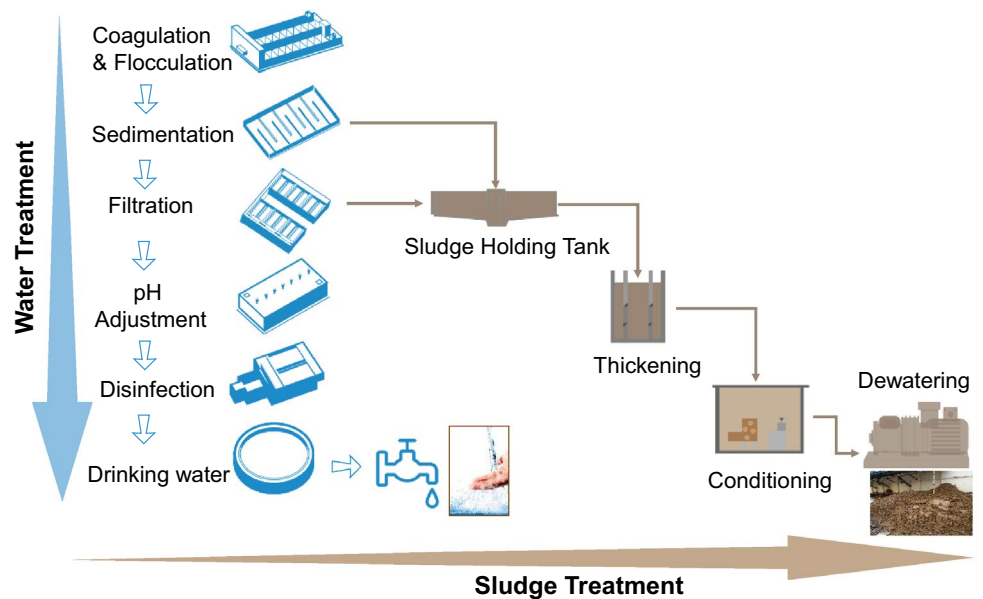 Coagulation
& Flocculation
Sedimentation
Filtration
pH
Adjustment
Disinfection
Drinking water
Water Treatment
Sludge Holding Tank
Thickening
Conditioning
Dewatering
Sludge Treatment